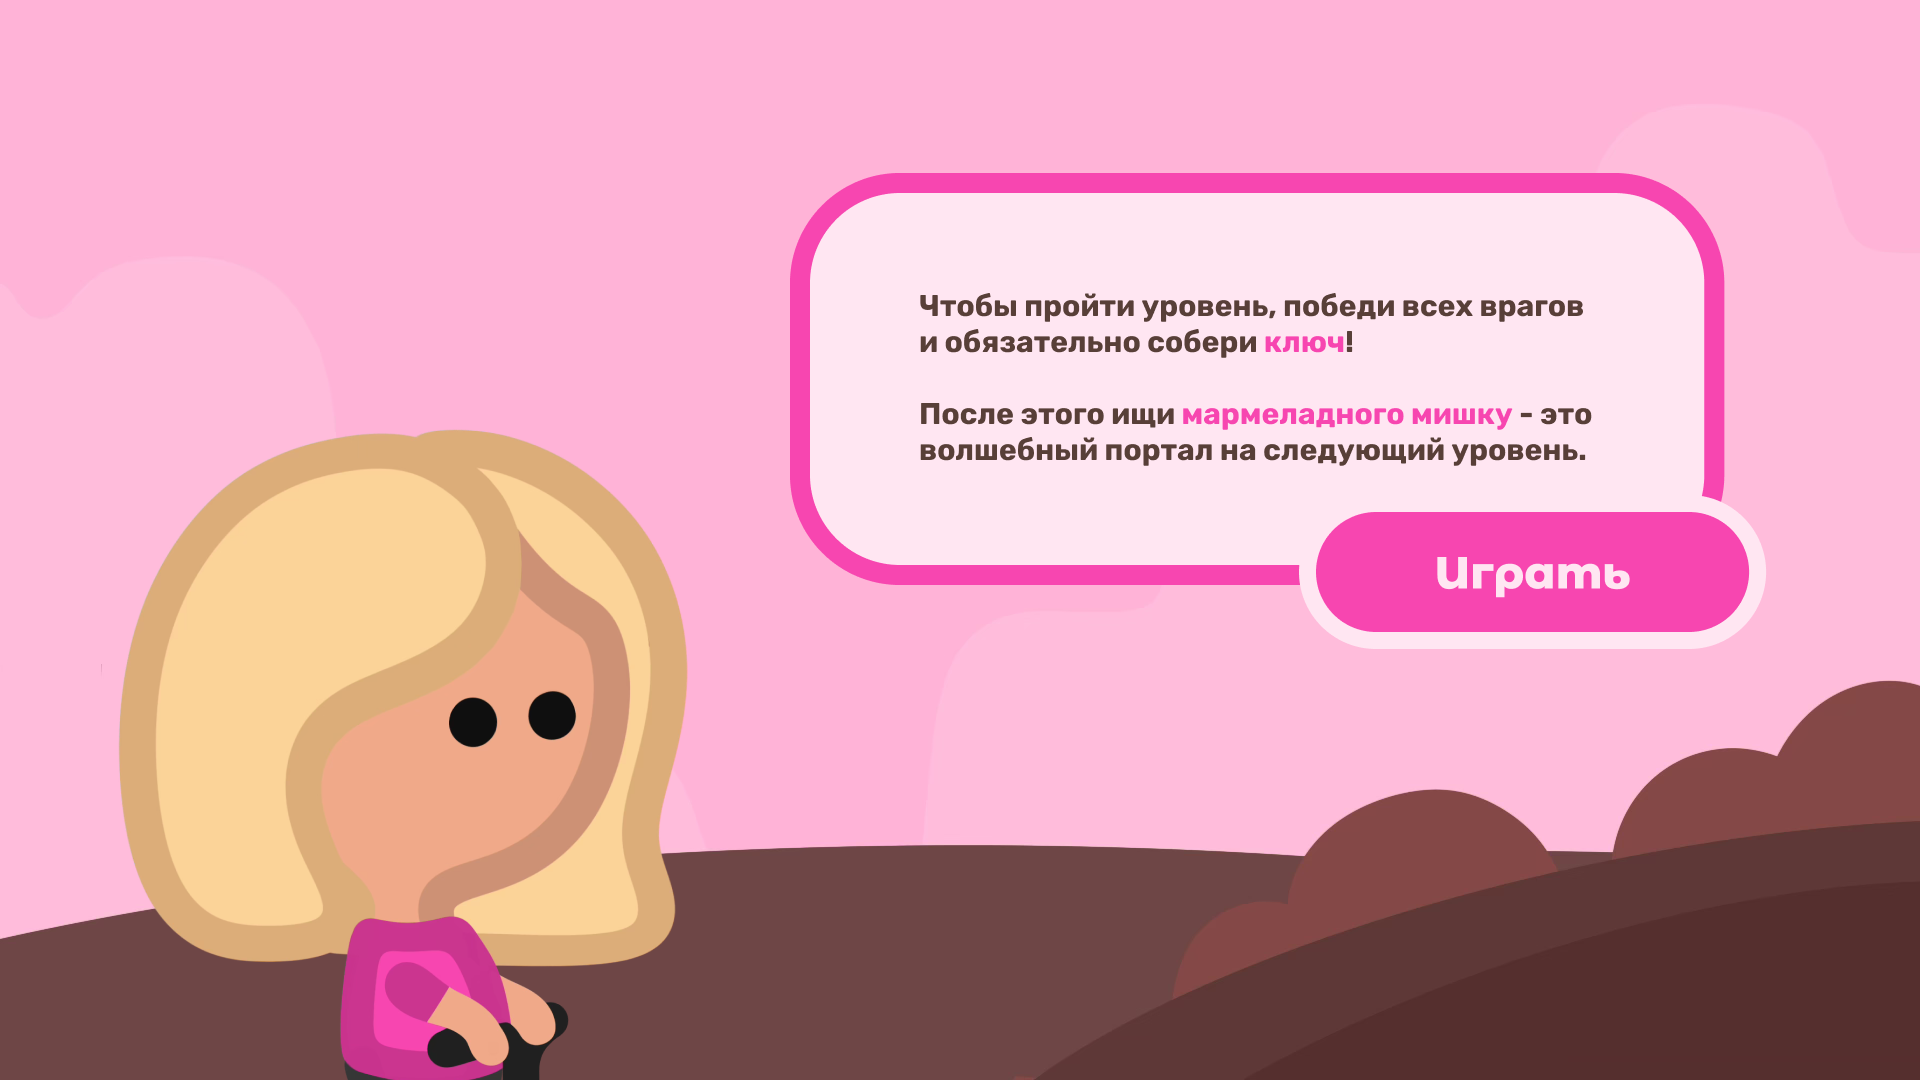 Чтобы пройти уровень, победи всех врагов
и обязательно собери ключ!
После этого ищи мармеладного мишку - это
волшебный портал на следующий уровень.
Играть